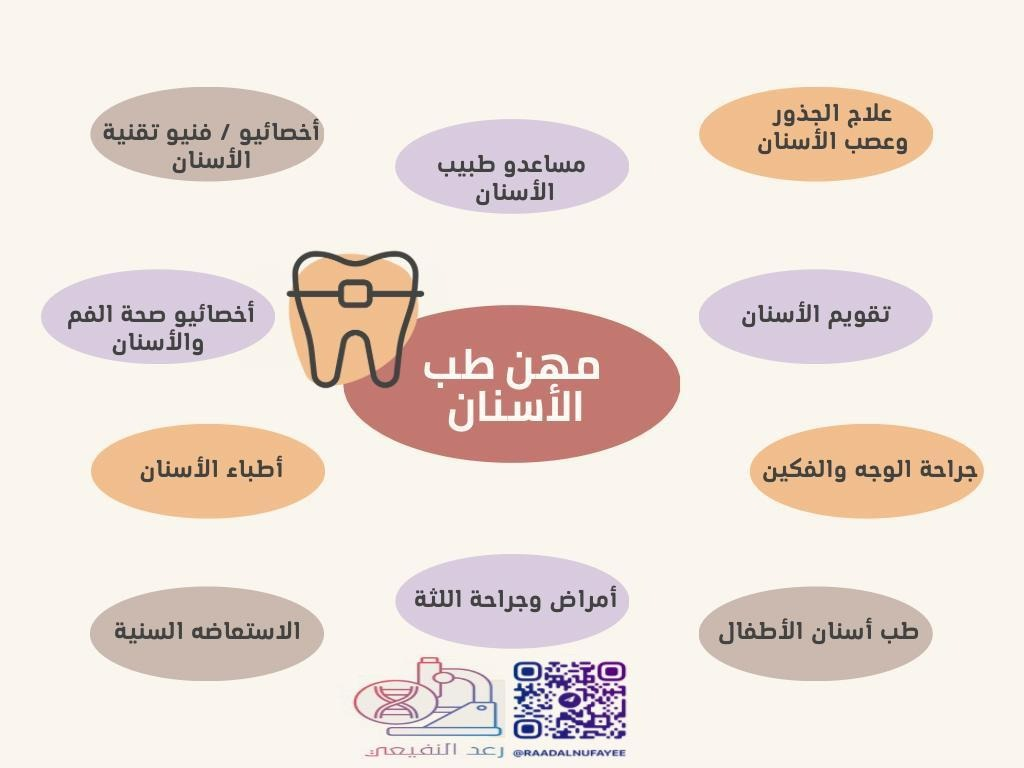 علاج الجذور
وعصب الأسنان
مساعدو طبيب
الأسنان
أخصائيو / فنيو تقنية
الأسنان
تقويم الأسنان
أخصائيو صحة الفم
والأسنان
مهن طب
الأسنان
جراحة الوجه والفكين
أطباء الأسنان
أمراض وجراحة اللثة
طب أسنان الأطفال
الاستعاضه السنية
رعد النفيعي
@RAADALNUFAYEE